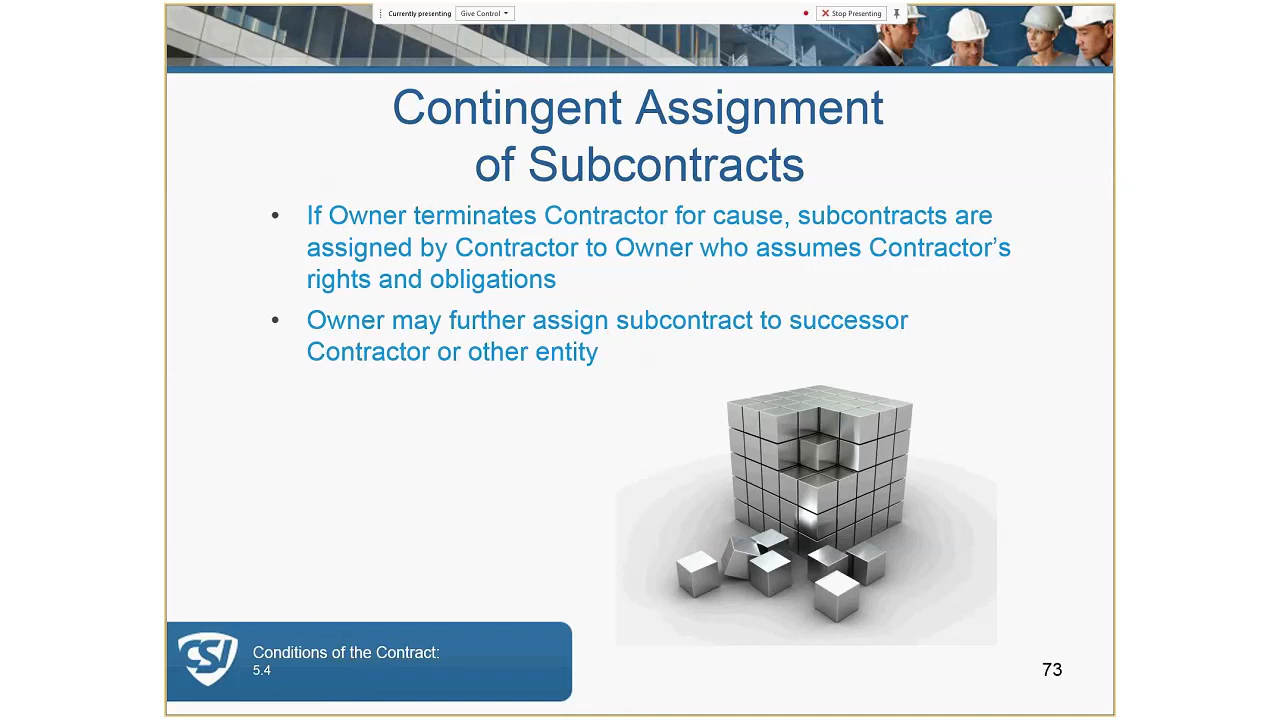 Currently presenting Give Control Stop Presenting
Contingent Assignment
of Subcontracts
• If Owner terminates Contractor for cause, subcontracts are
assigned by Contractor to Owner who assumes Contractor’s
rights and obligations
• Owner may further assign subcontract to successor
Contractor or other entity
CSI
Conditions of the Contract:
5.4
73